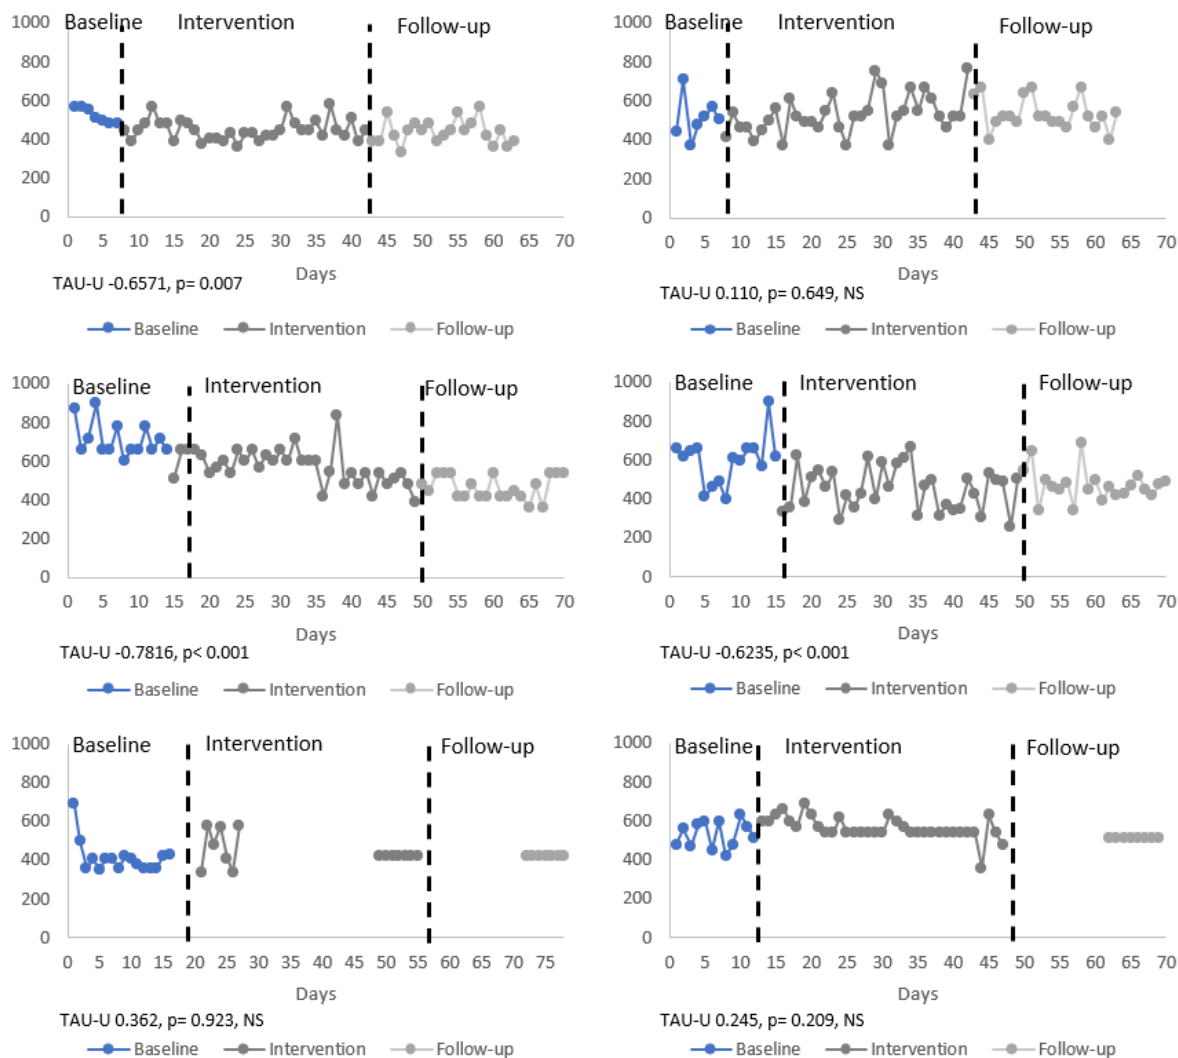 Baseline Intervention Follow-up
1000
800
600
400
200
0
0 5 10 15 20 25 30 35 40 45 50 55 60 65 70
Days
TAU-U -0.6571, p= 0.007
Baseline Intervention Follow-up
Baseline Intervention Follow-up
1000
800
600
400
200
0
0 5 10 15 20 25 30 35 40 45 50 55 60 65 70
Days
TAU-U 0.110, p= 0.649, NS
Baseline Intervention Follow-up
Baseline Intervention Follow-up
1000
800
600
400
200
0
0 5 10 15 20 25 30 35 40 45 50 55 60 65 70
Days
TAU-U -0.7816, p< 0.001
Baseline Intervention Follow-up
Baseline Intervention Follow-up
1000
800
600
400
200
0
0 5 10 15 20 25 30 35 40 45 50 55 60 65 70
Days
TAU-U -0.6235, p< 0.001
Baseline Intervention Follow-up
Baseline Intervention Follow-up
1000
800
600
400
200
0
0 5 10 15 20 25 30 35 40 45 50 55 60 50 70 75
Days
TAU-U 0.362, p= 0.923, NS
Baseline Intervention Follow-up
Baseline Intervention Follow-up
1000
800
600
400
200
0
0 5 10 15 20 25 30 35 40 45 50 55 60 65 70
Days
TAU-U 0.245, p= 0.209, NS
Baseline Intervention Follow-up